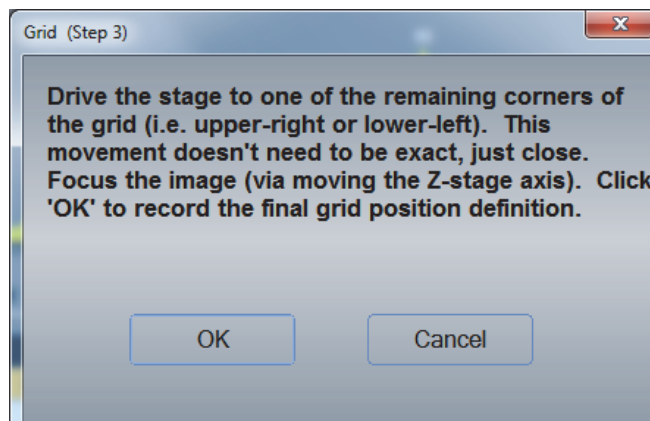 Grid (Step 3)
x
Drive the stage to one of the remaining corners of
the grid (i.e. upper-right or lower-left). This
movement doesn't need to be exact, just close.
Focus the image (via moving the Z-stage axis). Click
'OK' to record the final grid position definition.
OK
Cancel